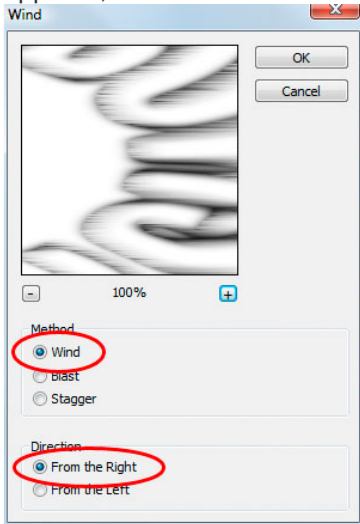 Wind
OK
Cancel
100%
Method
Wind
Blast
Stagger
Direction
From the Right
From the Left